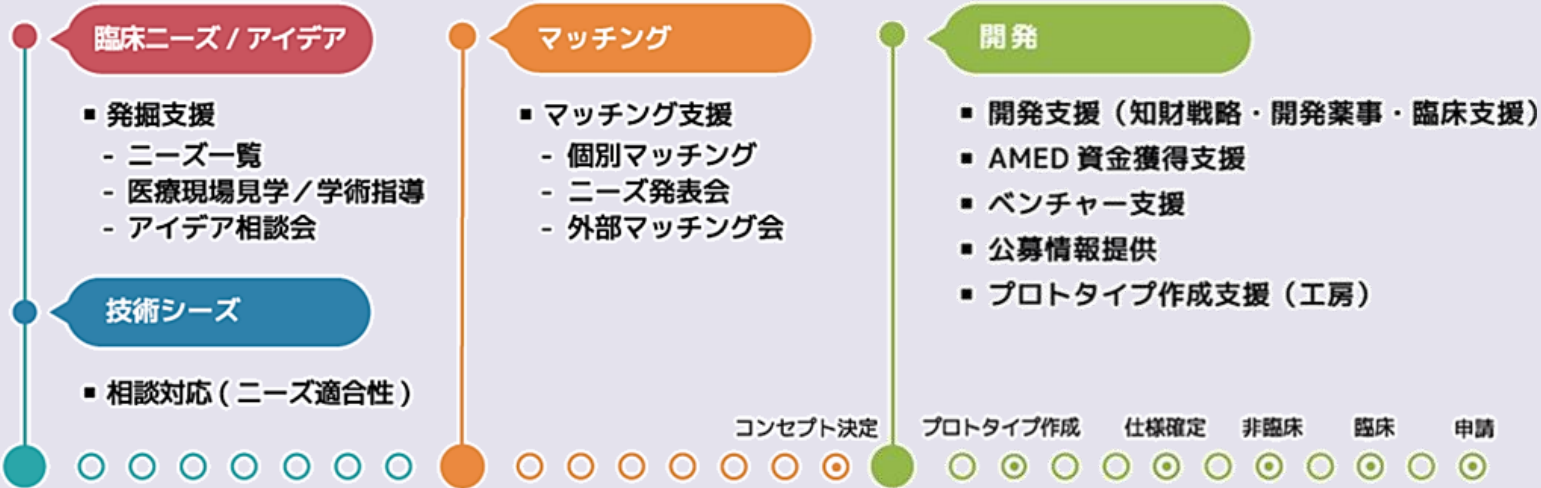 臨床ニーズ / アイデア
■ 発掘支援
- ニーズ一覧
- 医療現場見学／学術指導
- アイデア相談会
技術シーズ
■ 相談対応 ( ニーズ適合性 )
マッチング
■ マッチング支援
- 個別マッチング
- ニーズ発表会
- 外部マッチング会
開発
■ 開発支援（知財戦略・開発薬事・臨床支援）
■ AMED 資金獲得支援
■ ベンチャー支援
■ 公募情報提供
■ プロトタイプ作成支援（工房）
コンセプト決定
プロトタイプ作成
仕様確定
非臨床
臨床
申請